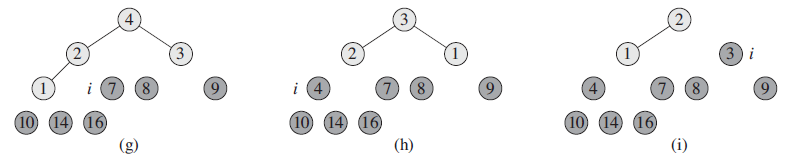 4 3 2
2 3 2 1 1 3 i
1 i 7 8 9 i 4 7 8 9 4 7 8 9
10 14 16 10 14 16 10 14 16
(g) (h) (i)